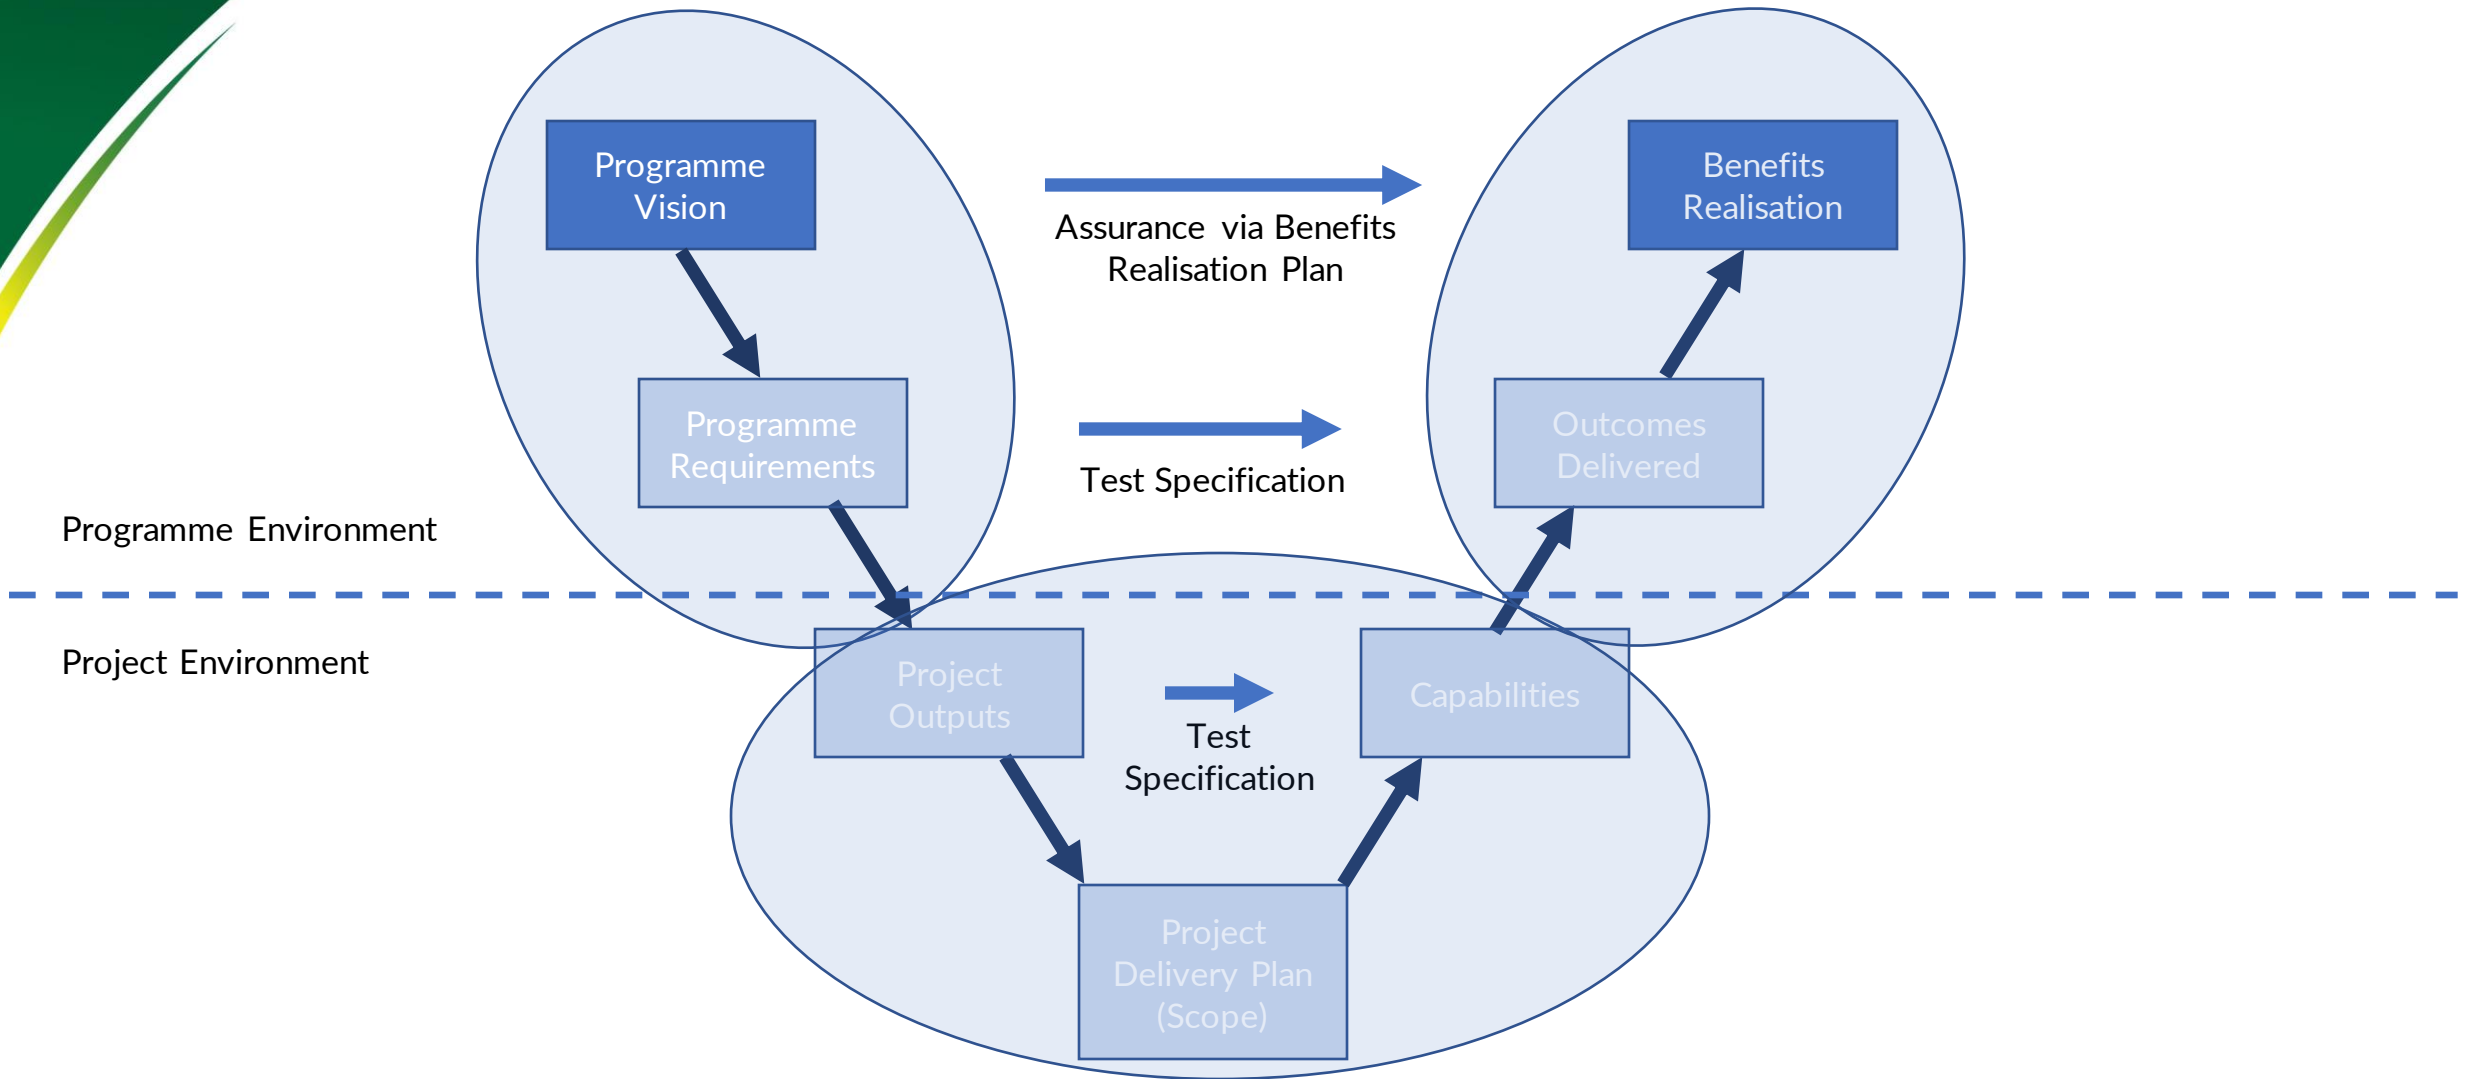 Programme
Vision
Benefits
Realisation
Assurance via Benefits
Realisation Plan
Programme
Requirements
Outcomes
Delivered
Test Specification
Programme Environment
Project Environment
Project
Outputs
Capabilities
Test
Specification
Project
Delivery Plan
(Scope)